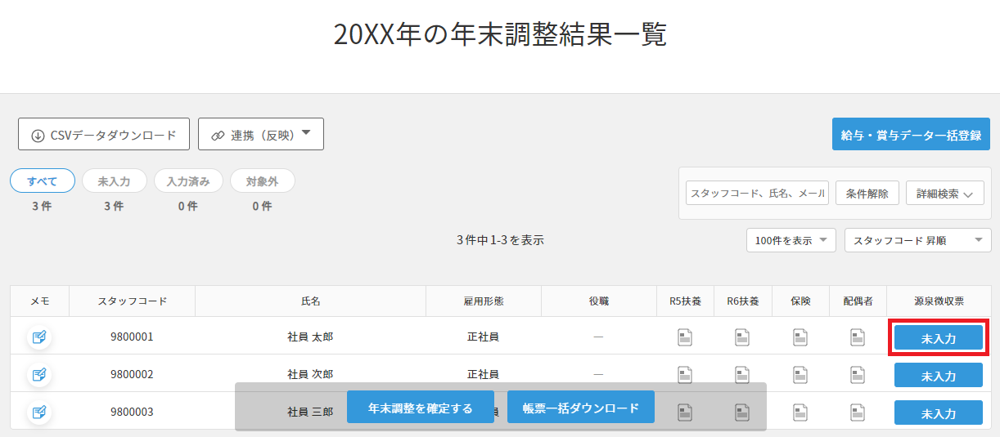 20XX年の年末調整結果一覧
CSVデータダウンロード 連携（反映） 給与・賞与データ一括登録
すべて 未入力 入力済み 対象外
3 件 3 件 0 件 0 件
スタッフコード、氏名、メール 条件解除 詳細検索
3 件中 1-3 を表示 100件を表示 スタッフコード 昇順
メモ スタッフコード 氏名 雇用形態 役職 R5扶養 R6扶養 保険 配偶者 源泉徴収票
9800001 社員 太郎 正社員 — 未入力
9800002 社員 次郎 正社員 — 未入力
9800003 社員 三郎 員 未入力
年末調整を確定する 帳票一括ダウンロード